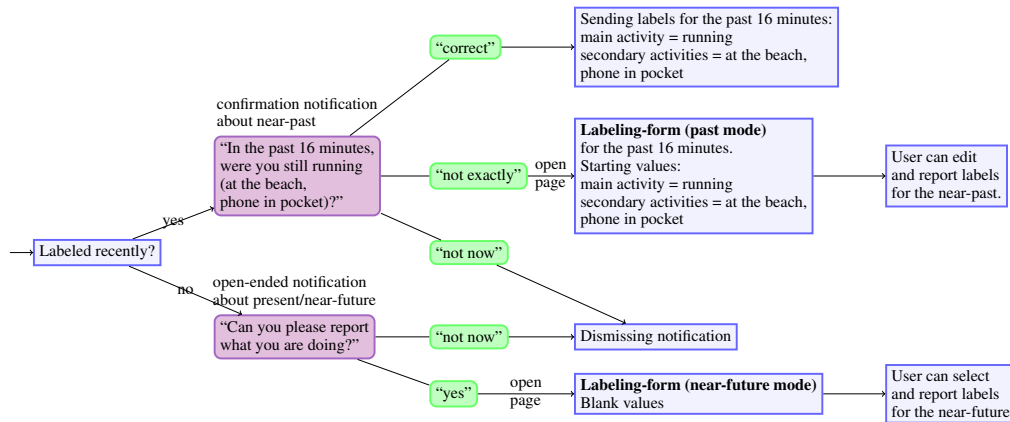 Labeled recently?
yes
no
confirmation notification
about near-past
“In the past 16 minutes,
were you still running
(at the beach,
phone in pocket)?”
“correct”
Sending labels for the past 16 minutes:
main activity = running
secondary activities = at the beach,
phone in pocket
“not exactly”
open
page
Labeling-form (past mode)
for the past 16 minutes.
Starting values:
main activity = running
secondary activities = at the beach,
phone in pocket
User can edit
and report labels
for the near-past.
“not now”
open-ended notification
about present/near-future
“Can you please report
what you are doing?”
“not now”
Dismissing notification
“yes”
open
page
Labeling-form (near-future mode)
Blank values
User can select
and report labels
for the near-future